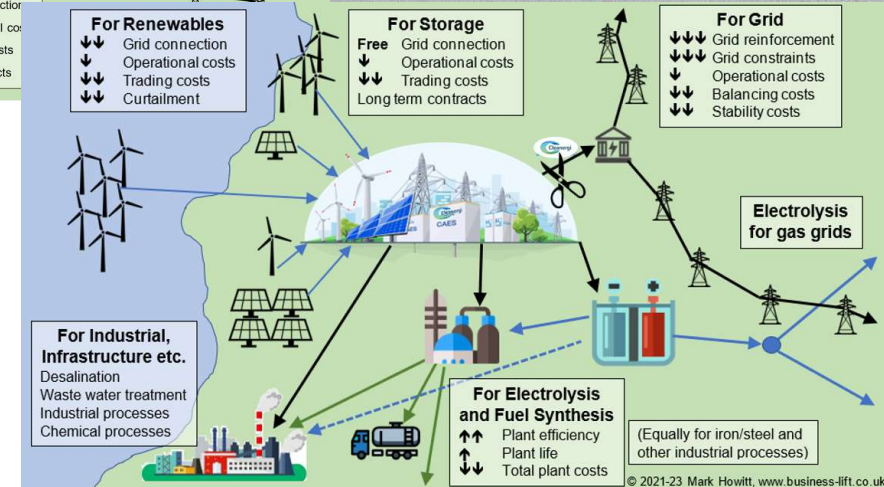 ction
l cos
sts
cts
For Renewables
↓↓ Grid connection
↓ Operational costs
↓↓ Trading costs
↓↓ Curtailment
For Storage
Free Grid connection
↓ Operational costs
↓↓ Trading costs
Long term contracts
For Grid
↓↓↓ Grid reinforcement
↓↓↓ Grid constraints
↓ Operational costs
↓↓ Balancing costs
↓↓ Stability costs
CAES
Electrolysis
for gas grids
For Industrial,
Infrastructure etc.
Desalination
Waste water treatment
Industrial processes
Chemical processes
For Electrolysis
and Fuel Synthesis
↑↑ Plant efficiency
↑ Plant life
↓↓ Total plant costs
(Equally for iron/steel and
other industrial processes)
© 2021-23 Mark Howitt, www.business-lift.co.uk